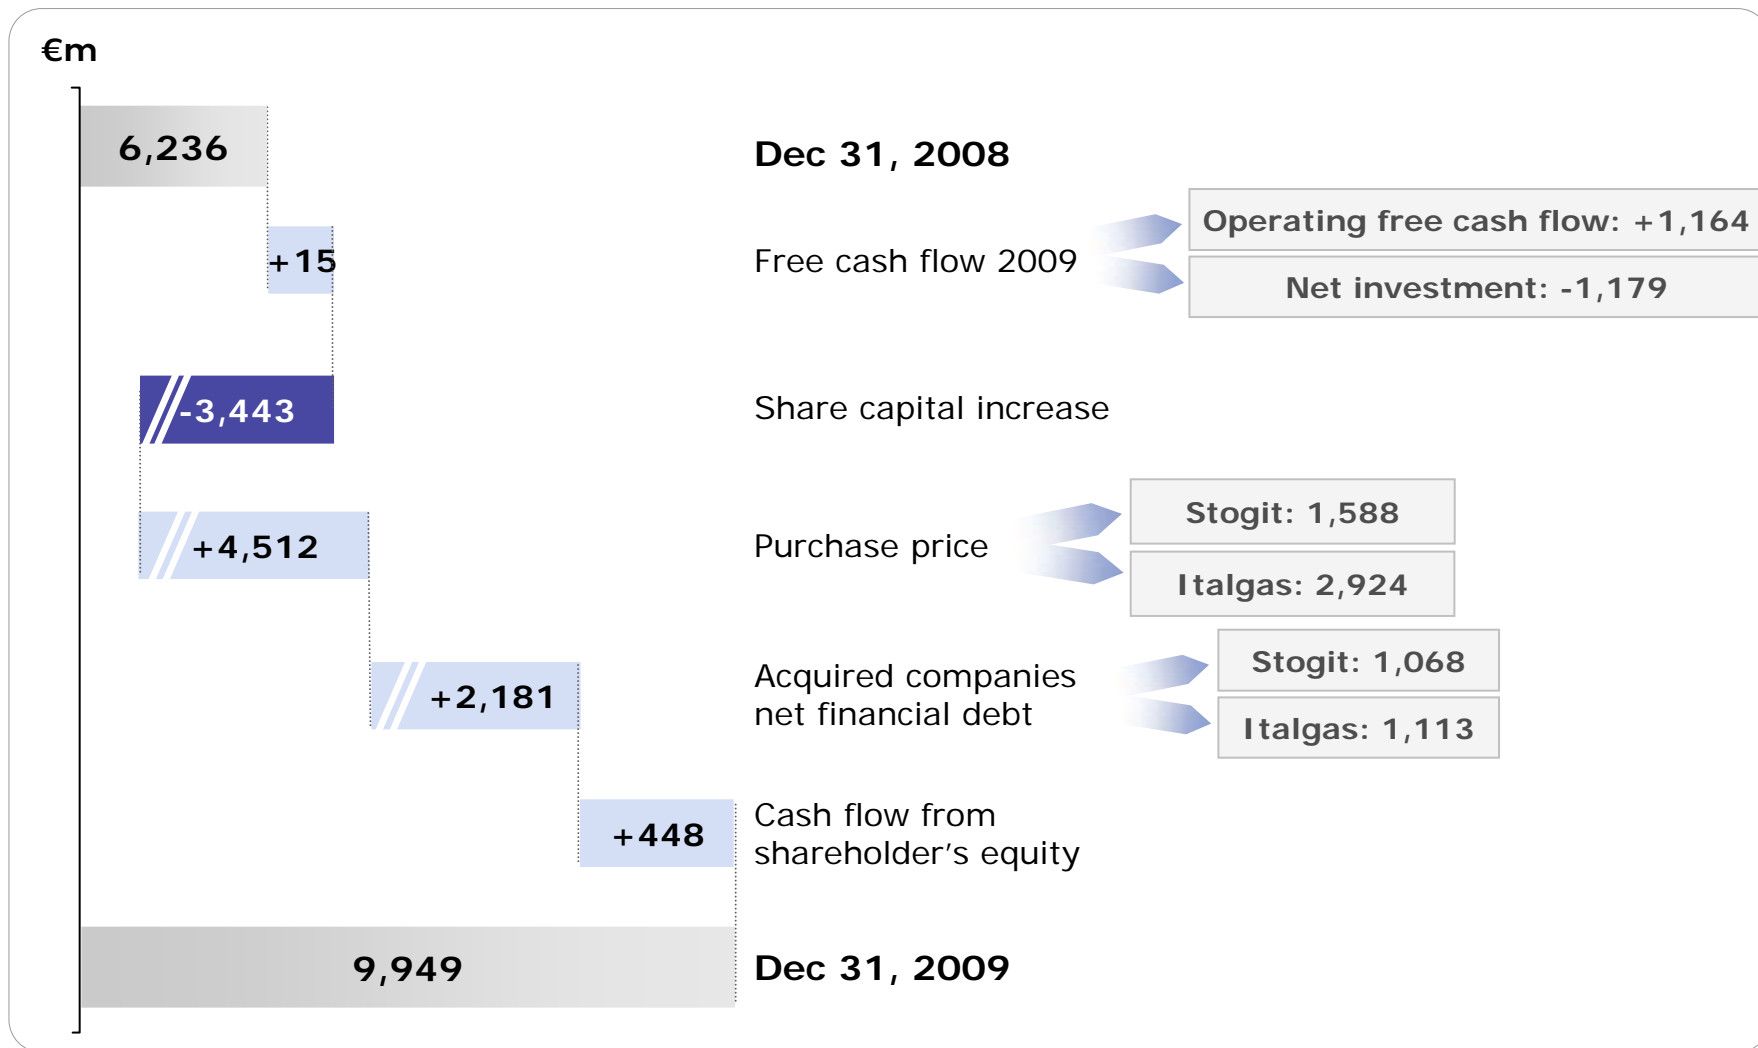 €m
6,236
Dec 31, 2008
+15
Free cash flow 2009
Operating free cash flow: +1,164
Net investment: -1,179
-3,443
Share capital increase
+4,512
Purchase price
Stogit: 1,588
Italgas: 2,924
+2,181
Acquired companies
net financial debt
Stogit: 1,068
Italgas: 1,113
+448
Cash flow from
shareholder's equity
9,949
Dec 31, 2009